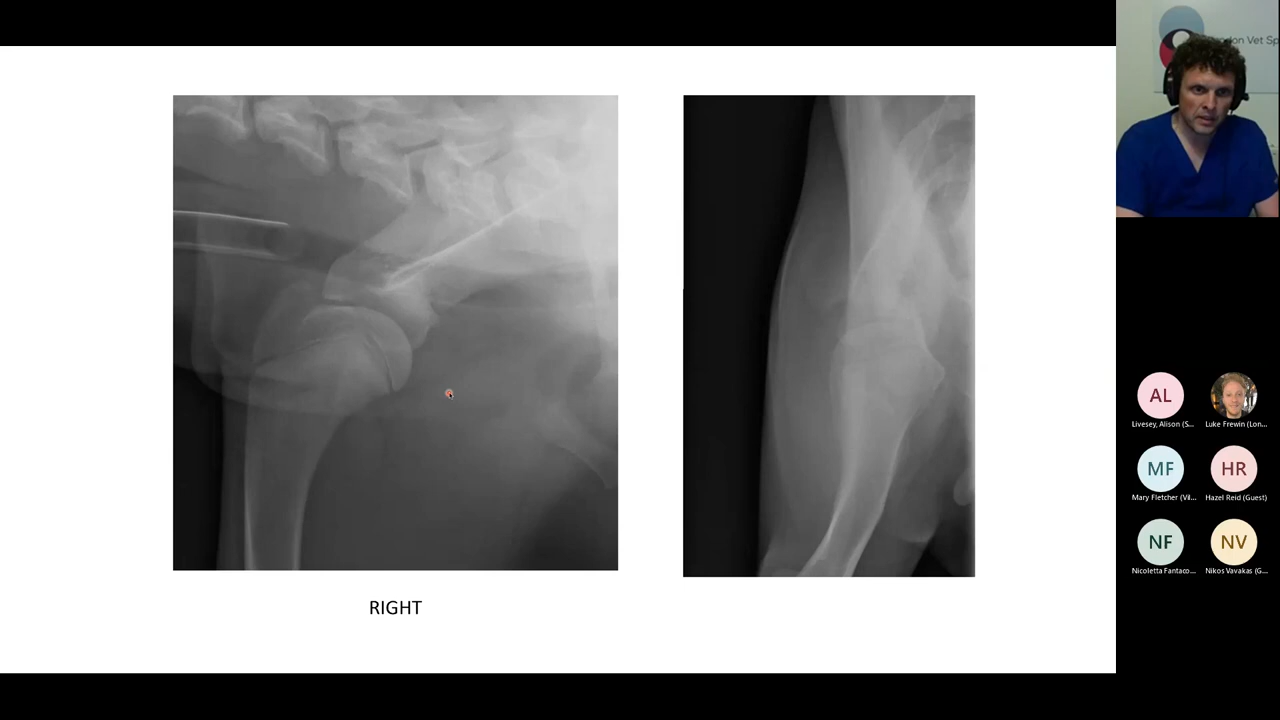 RIGHT
AL
Livesey, Alison (S...
Luke Frewin (Lon...
MF
Mary Fletcher (Vil...
HR
Hazel Reid (Guest)
NF
Nicoletta Fantaco...
NV
Nikos Vavakas (G...